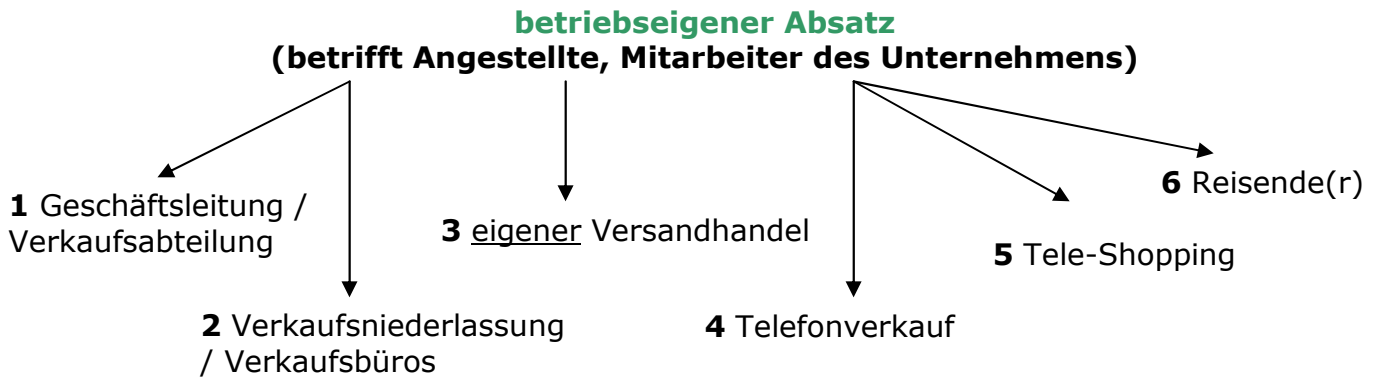 betriebseigener Absatz
(betrifft Angestellte, Mitarbeiter des Unternehmens)
1 Geschäftsleitung /
Verkaufsabteilung
2 Verkaufsniederlassung
/ Verkaufsbüros
3 eigener Versandhandel
4 Telefonverkauf
5 Tele-Shopping
6 Reisende(r)